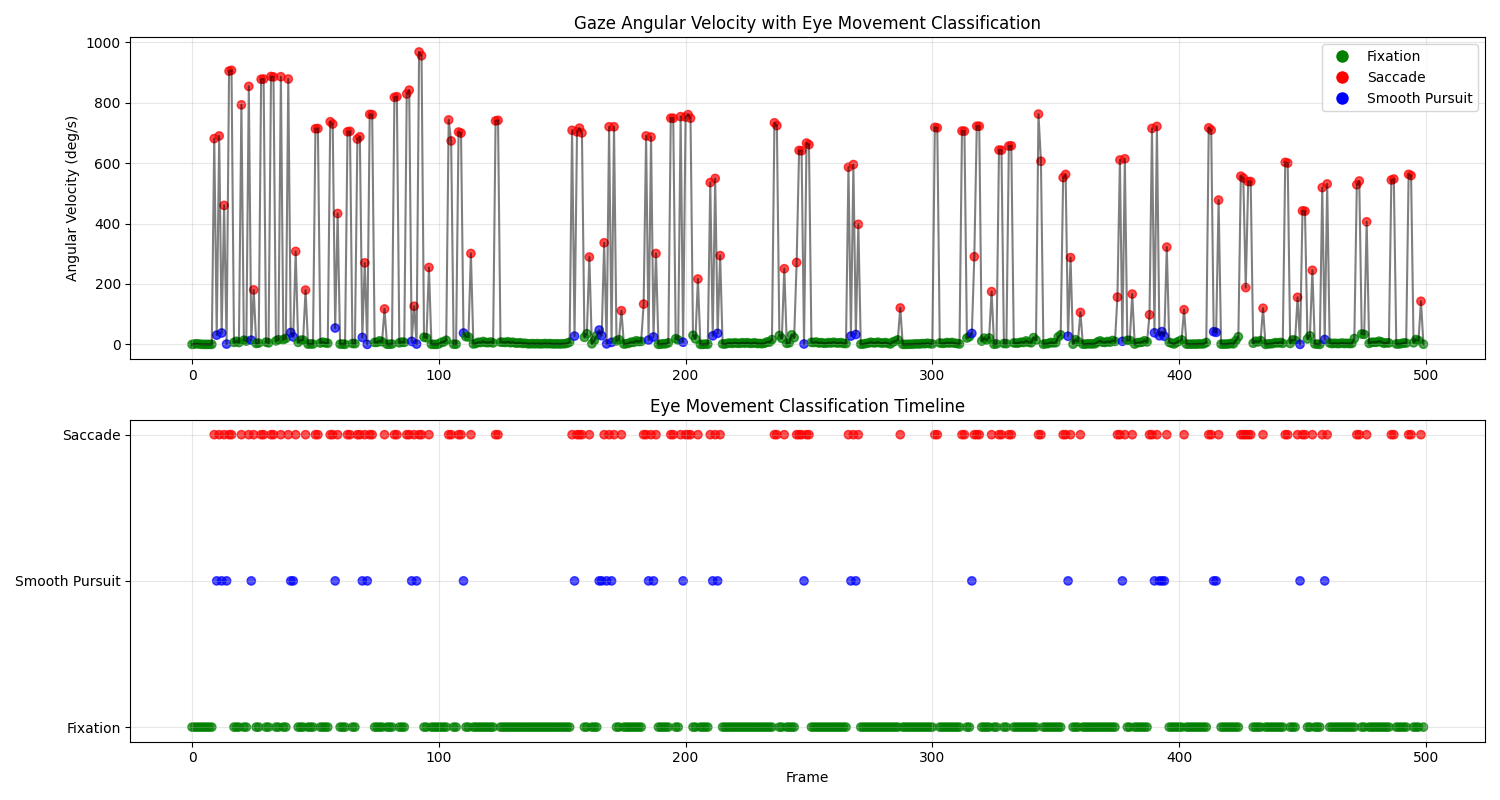 Gaze Angular Velocity with Eye Movement Classification
Angular Velocity (deg/s)
1000
800
600
400
200
0
Fixation
Saccade
Smooth Pursuit
0 100 200 300 400 500
Eye Movement Classification Timeline
Saccade
Smooth Pursuit
Fixation
0 100 200 300 400 500
Frame